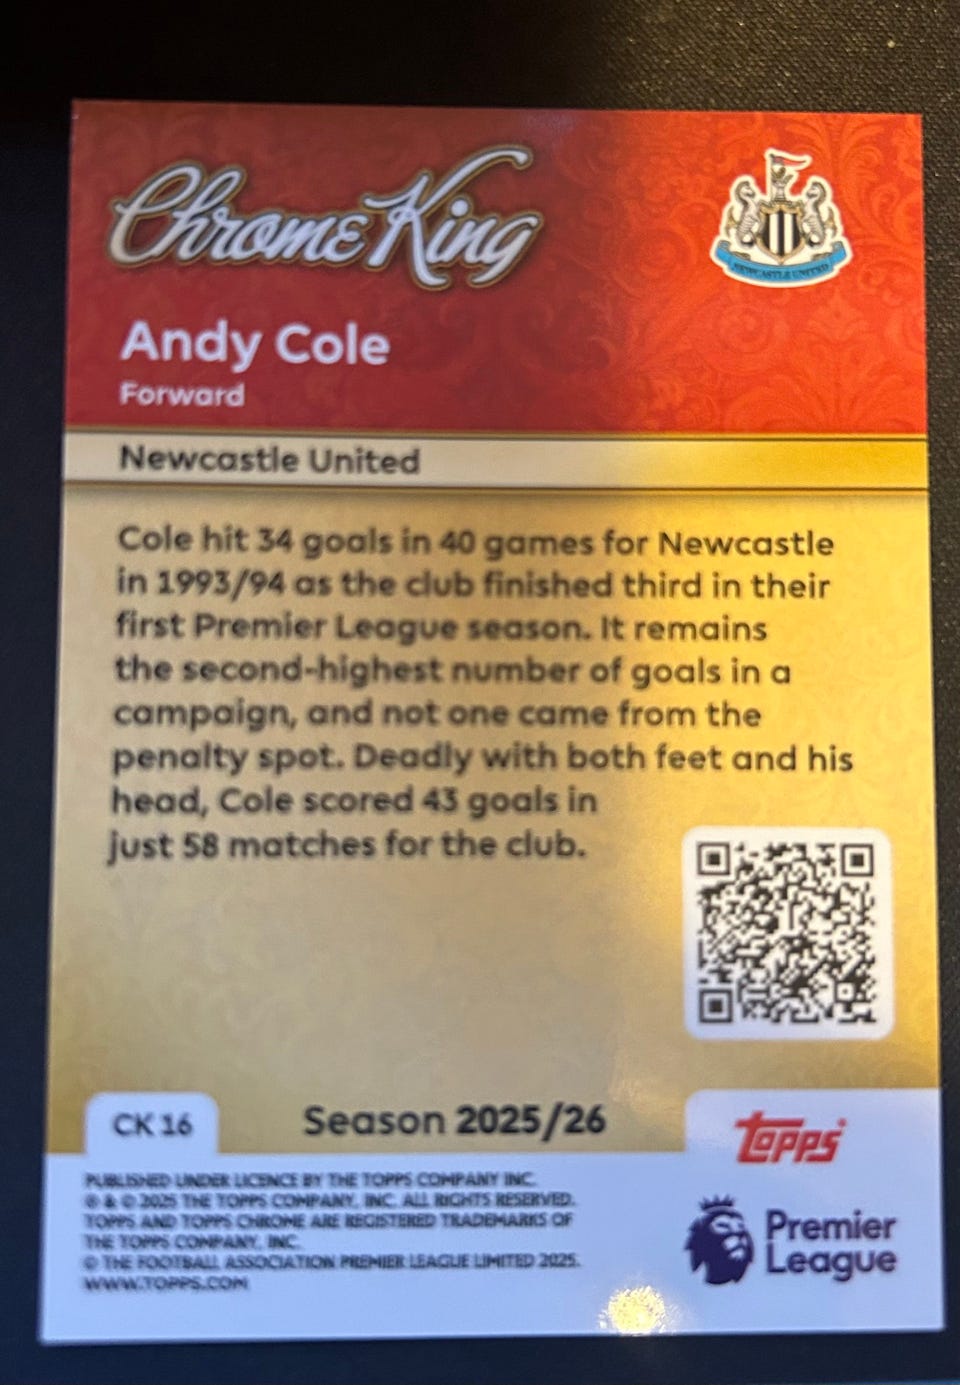 Chrome King
NEWCASTLE UNITED
Andy Cole
Forward
Newcastle United
Cole hit 34 goals in 40 games for Newcastle
in 1993/94 as the club finished third in their
first Premier League season. It remains
the second-highest number of goals in a
campaign, and not one came from the
penalty spot. Deadly with both feet and his
head, Cole scored 43 goals in
just 58 matches for the club.
CK 16
Season 2025/26
TOPPS
PUBLISHED UNDER LICENCE BY THE TOPPS COMPANY INC.
® & © 2025 THE TOPPS COMPANY, INC. ALL RIGHTS RESERVED.
TOPPS AND TOPPS CHROME ARE REGISTERED TRADEMARKS OF
THE TOPPS COMPANY, INC.
© THE FOOTBALL ASSOCIATION PREMIER LEAGUE LIMITED 2025.
WWW.TOPPS.COM
Premier
League